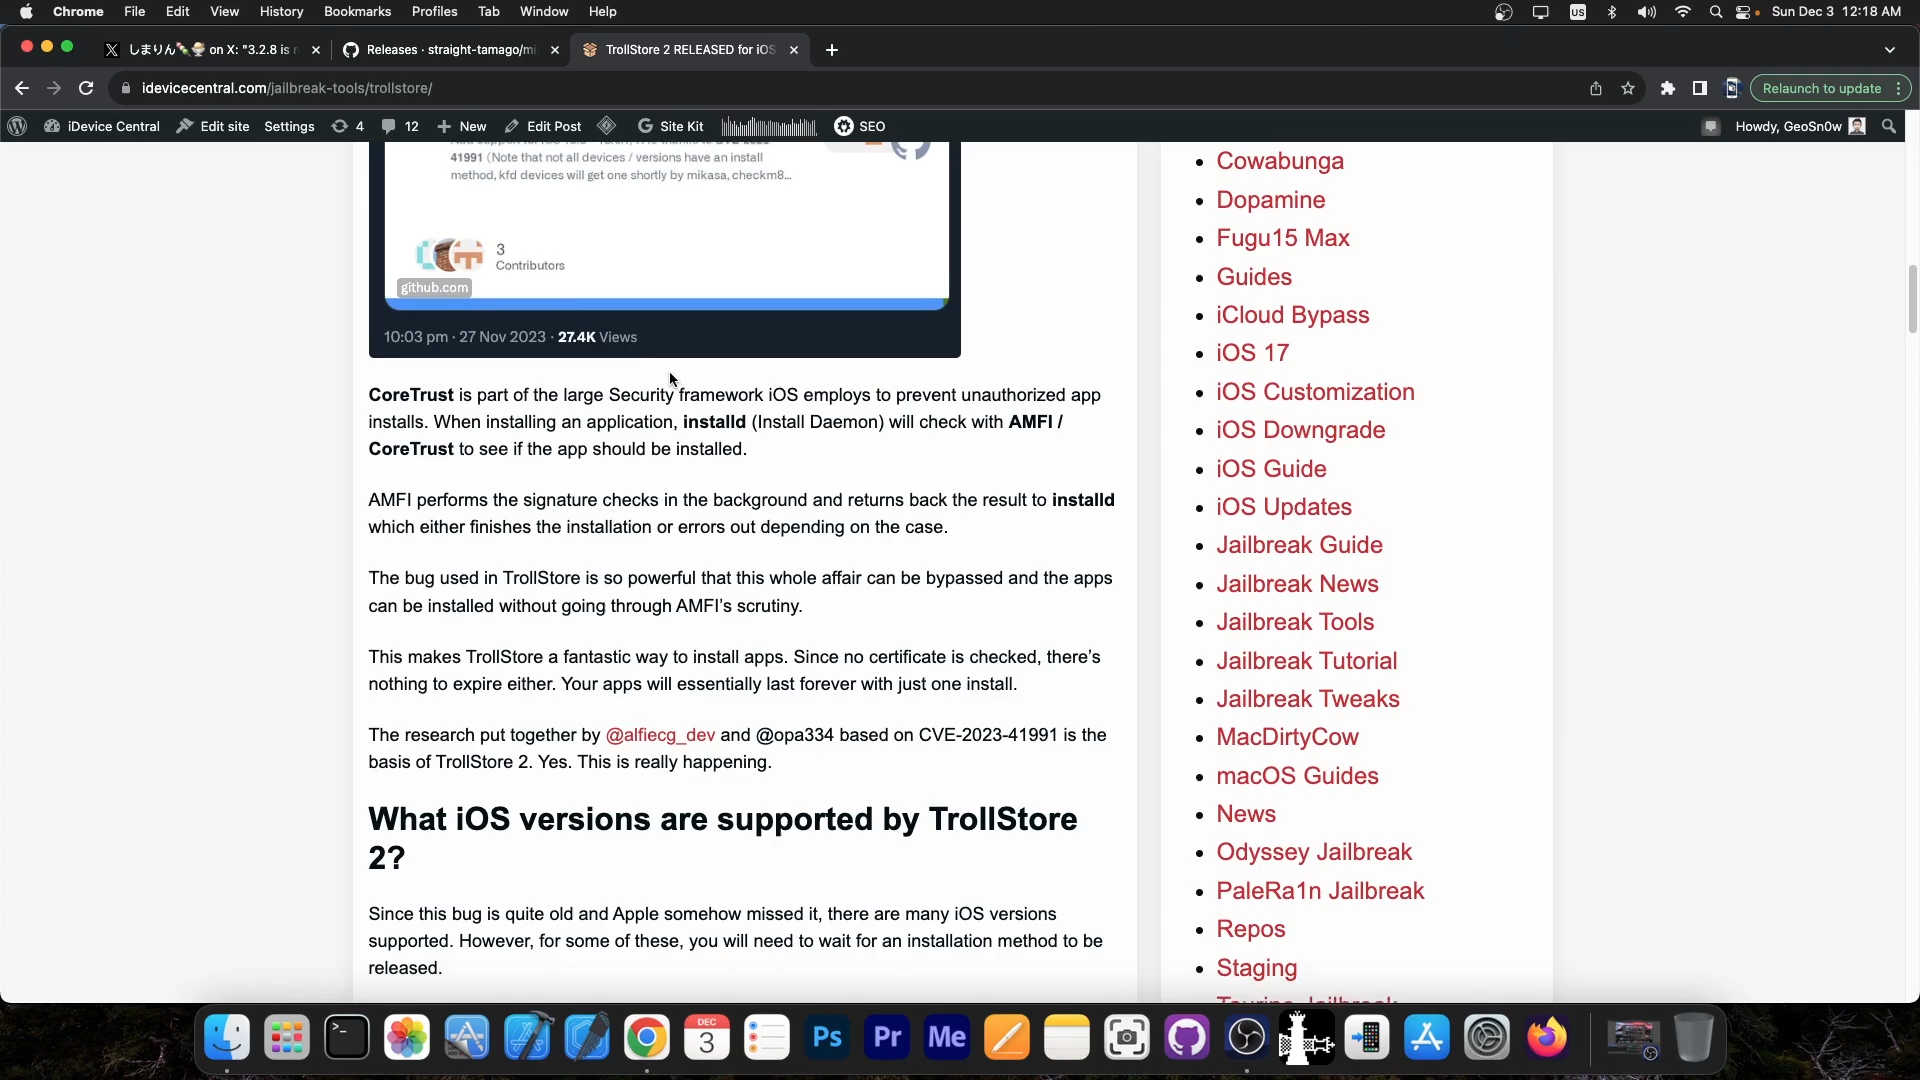 Chrome File Edit View History Bookmarks Profiles Tab Window Help US Sun Dec 3 12:18 AM
しまりん on X: "3.2.8 is
Releases · straight-tamago/mi
TrollStore 2 RELEASED for iOS
idevicecentral.com/jailbreak-tools/trollstore/
Relaunch to update
iDevice Central Edit site Settings 4 12 New Edit Post Site Kit SEO Howdy, GeoSn0w
41991 (Note that not all devices / versions have an install
method, kfd devices will get one shortly by mikasa, checkm8...
3
Contributors
github.com
10:03 pm · 27 Nov 2023 · 27.4K Views
CoreTrust is part of the large Security framework iOS employs to prevent unauthorized app
installs. When installing an application, installd (Install Daemon) will check with AMFI /
CoreTrust to see if the app should be installed.
AMFI performs the signature checks in the background and returns back the result to installd
which either finishes the installation or errors out depending on the case.
The bug used in TrollStore is so powerful that this whole affair can be bypassed and the apps
can be installed without going through AMFI's scrutiny.
This makes TrollStore a fantastic way to install apps. Since no certificate is checked, there's
nothing to expire either. Your apps will essentially last forever with just one install.
The research put together by @alfiecg_dev and @opa334 based on CVE-2023-41991 is the
basis of TrollStore 2. Yes. This is really happening.
What iOS versions are supported by TrollStore
2?
Since this bug is quite old and Apple somehow missed it, there are many iOS versions
supported. However, for some of these, you will need to wait for an installation method to be
released.
Cowabunga
Dopamine
Fugu15 Max
Guides
iCloud Bypass
iOS 17
iOS Customization
iOS Downgrade
iOS Guide
iOS Updates
Jailbreak Guide
Jailbreak News
Jailbreak Tools
Jailbreak Tutorial
Jailbreak Tweaks
MacDirtyCow
macOS Guides
News
Odyssey Jailbreak
PaleRa1n Jailbreak
Repos
Staging
DEC
3
Ps
Pr
Me